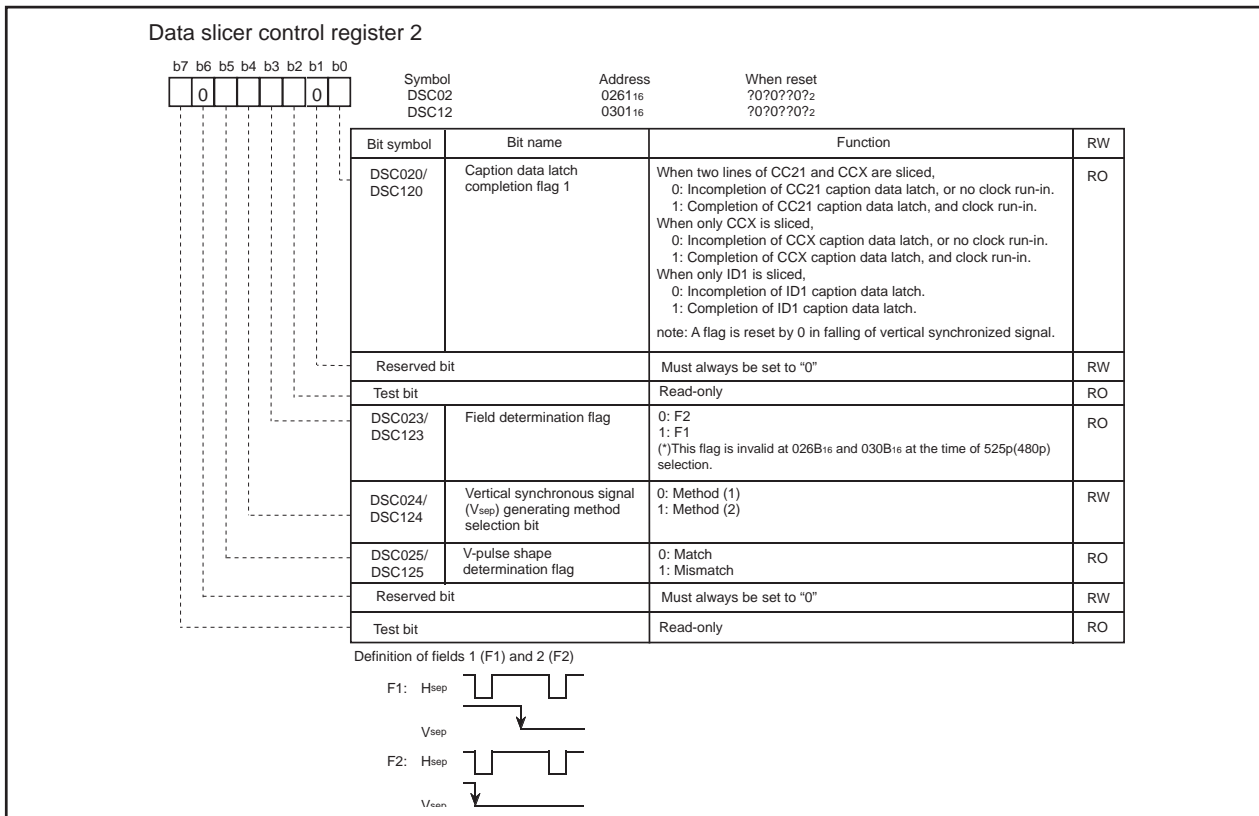 Data slicer control register 2
b7 b6 b5 b4 b3 b2 b1 b0
0 0
Symbol Address When reset
DSC02 026116 ?0?0??0?2
DSC12 030116 ?0?0??0?2
Bit symbol Bit name Function RW
DSC020/ Caption data latch When two lines of CC21 and CCX are sliced, RO
DSC120 completion flag 1 0: Incompletion of CC21 caption data latch, or no clock run-in.
1: Completion of CC21 caption data latch, and clock run-in.
When only CCX is sliced,
0: Incompletion of CCX caption data latch, or no clock run-in.
1: Completion of CCX caption data latch, and clock run-in.
When only ID1 is sliced,
0: Incompletion of ID1 caption data latch.
1: Completion of ID1 caption data latch.
note: A flag is reset by 0 in falling of vertical synchronized signal.
Reserved bit Must always be set to “0” RW
Test bit Read-only RO
DSC023/ Field determination flag 0: F2 RO
DSC123 1: F1
(*)This flag is invalid at 026B16 and 030B16 at the time of 525p(480p)
selection.
DSC024/ Vertical synchronous signal 0: Method (1) RW
DSC124 (Vsep) generating method 1: Method (2)
selection bit
DSC025/ V-pulse shape 0: Match RO
DSC125 determination flag 1: Mismatch
Reserved bit Must always be set to “0” RW
Test bit Read-only RO
Definition of fields 1 (F1) and 2 (F2)
F1: Hsep
Vsep
F2: Hsep
Vsep